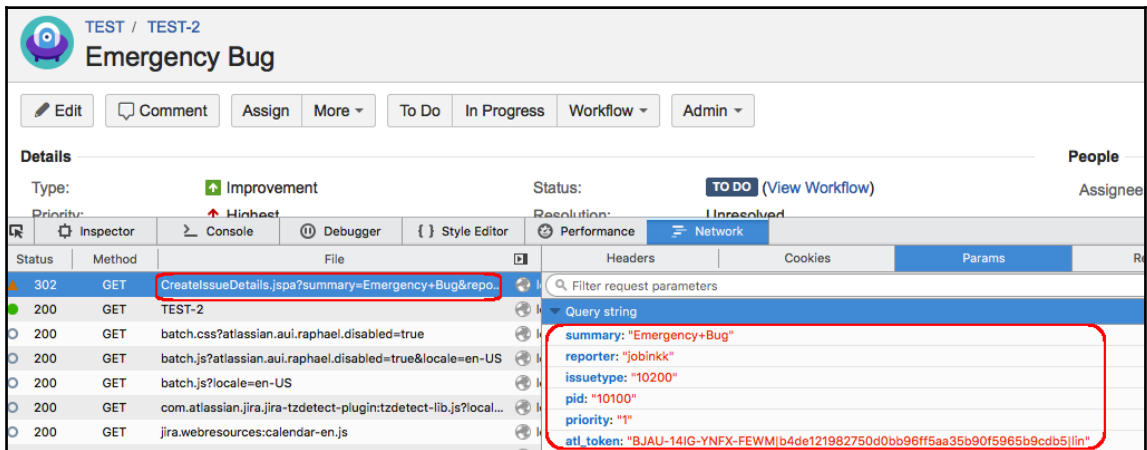 TEST / TEST-2
Emergency Bug
Edit Comment Assign More To Do In Progress Workflow Admin
Details People
Type: Improvement Status: TO DO (View Workflow) Assignee
Priority: Highest Resolution: Unresolved
Inspector Console Debugger { } Style Editor Performance Network
Status Method File Headers Cookies Params
302 GET CreateIssueDetails.jspa?summary=Emergency+Bug&repo... Filter request parameters
200 GET TEST-2 Query string
200 GET batch.css?atlassian.aui.raphael.disabled=true summary: "Emergency+Bug"
200 GET batch.js?atlassian.aui.raphael.disabled=true&locale=en-US reporter: "jobinkk"
issuetype: "10200"
200 GET batch.js?locale=en-US pid: "10100"
200 GET com.atlassian.jira.jira-tzdetect-plugin:tzdetect-lib.js?local... priority: "1"
200 GET jira.webresources:calendar-en.js atl_token: "BJAU-14IG-YNFX-FEWM|b4de121982750d0bb96ff5aa35b90f5965b9cdb5|lin"